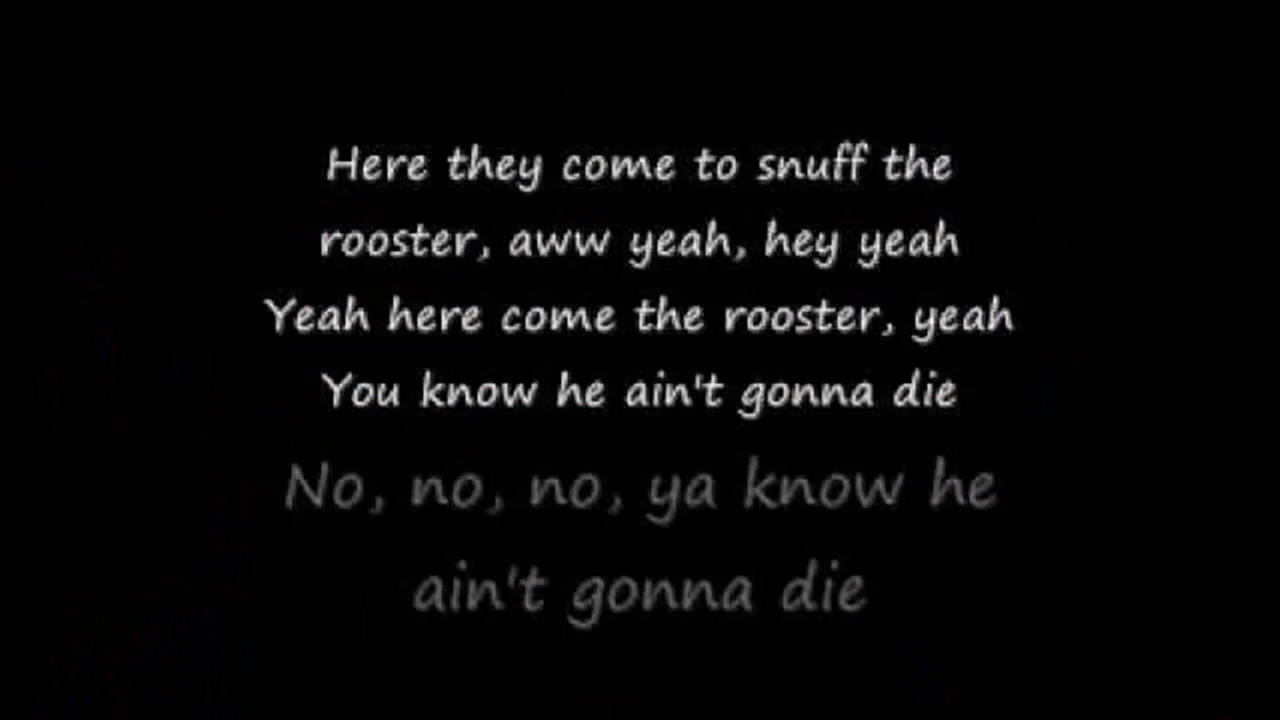 Here they come to snuff the
rooster, aww yeah, hey yeah
Yeah here come the rooster, yeah
You know he ain't gonna die
No, no, no, ya know he
ain't gonna die